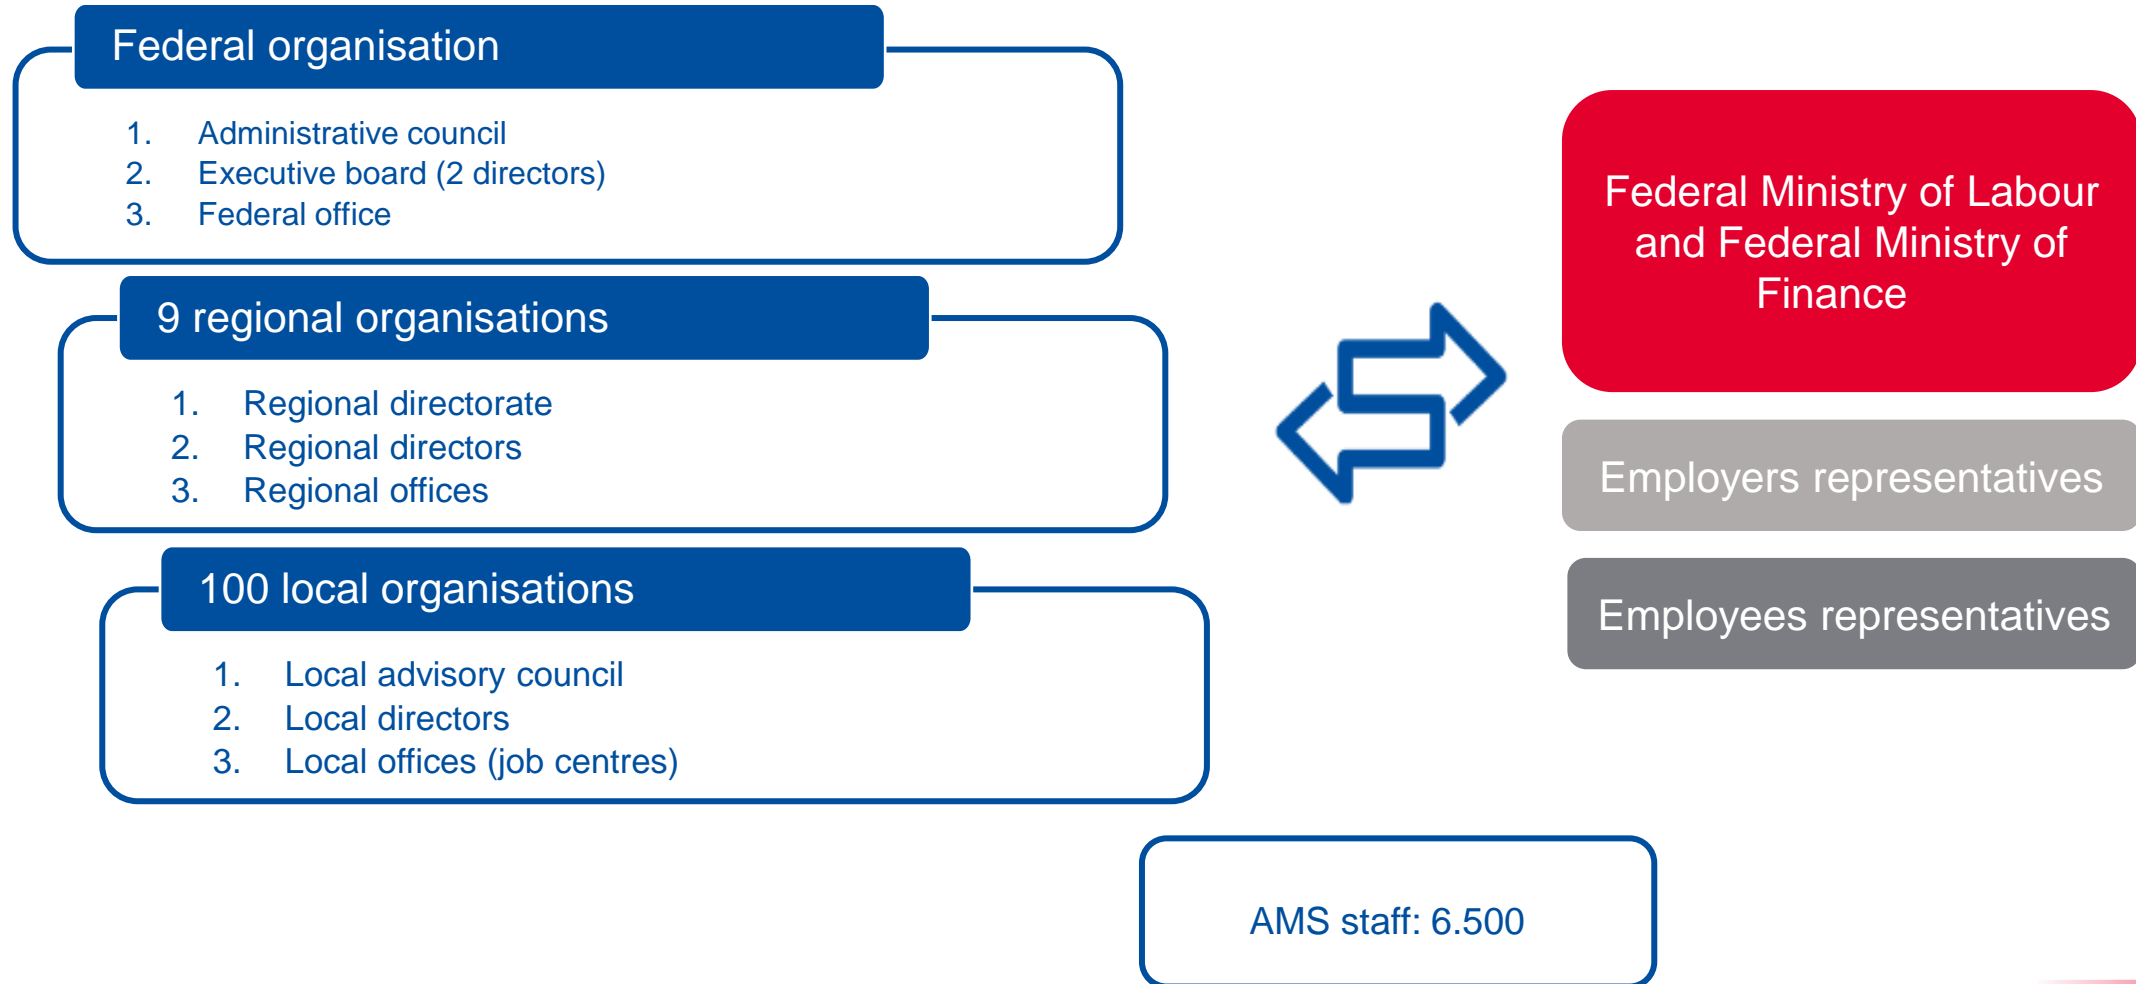 Federal organisation
1. Administrative council
2. Executive board (2 directors)
3. Federal office
9 regional organisations
1. Regional directorate
2. Regional directors
3. Regional offices
100 local organisations
1. Local advisory council
2. Local directors
3. Local offices (job centres)
Federal Ministry of Labour
and Federal Ministry of
Finance
Employers representatives
Employees representatives
AMS staff: 6.500